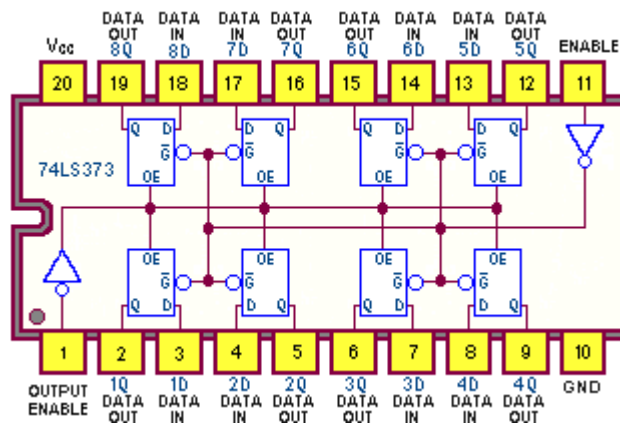 DATA OUT DATA IN DATA IN DATA OUT DATA OUT DATA IN DATA IN DATA OUT
Vcc 8Q 8D 7D 7Q 6Q 6D 5D 5Q ENABLE
20 19 18 17 16 15 14 13 12 11
Q D D Q Q D D Q
74LS373 G G G G
OE OE OE OE
OE OE OE OE
G G G G
Q D Q D Q D D Q
1 2 3 4 5 6 7 8 9 10
OUTPUT ENABLE 1Q 1D 2D 2Q 3Q 3D 4D 4Q GND
DATA OUT DATA IN DATA IN DATA OUT DATA OUT DATA IN DATA IN DATA OUT